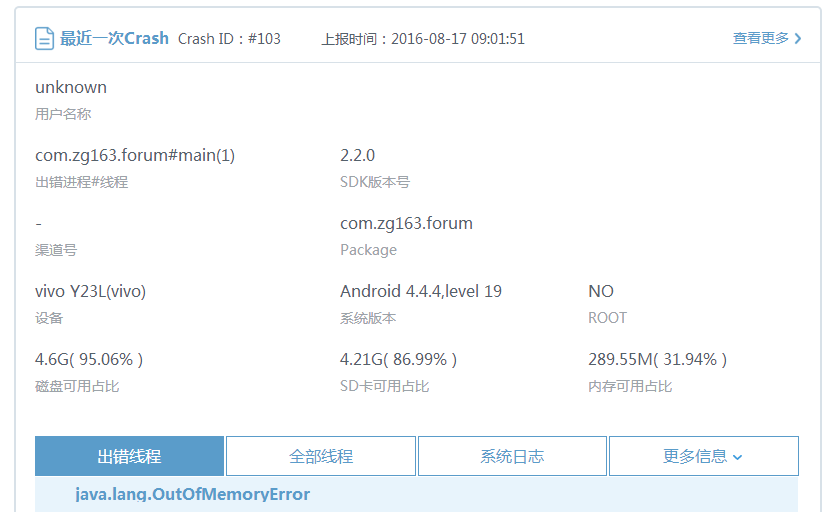 最近一次Crash Crash ID：#103 上报时间：2016-08-17 09:01:51 查看更多
unknown
用户名称
com.zg163.forum#main(1) 2.2.0
出错进程#线程 SDK版本号
- com.zg163.forum
渠道号 Package
vivo Y23L(vivo) Android 4.4.4,level 19 NO
设备 系统版本 ROOT
4.6G( 95.06% ) 4.21G( 86.99% ) 289.55M( 31.94% )
磁盘可用占比 SD卡可用占比 内存可用占比
出错线程 全部线程 系统日志 更多信息
java.lang.OutOfMemoryError